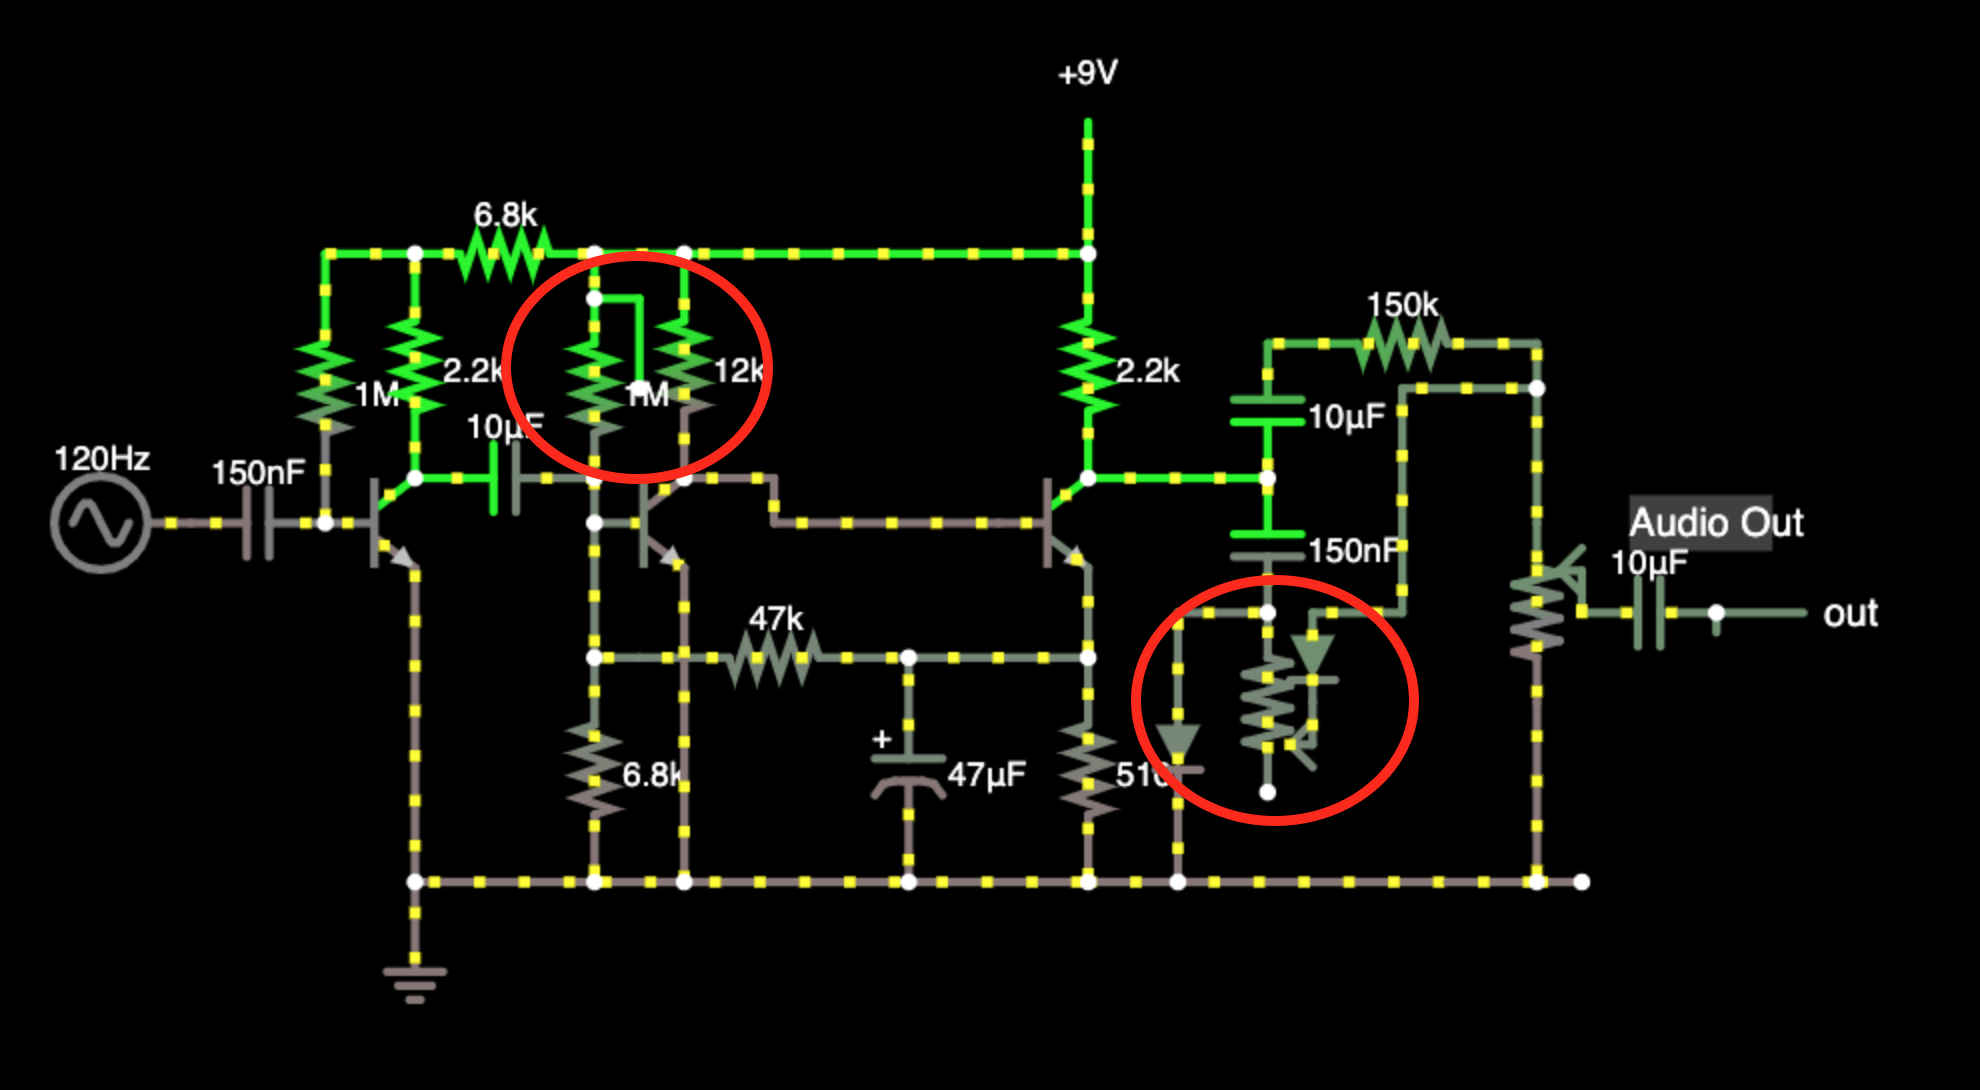 +9V
6.8k
150k
1M
2.2k
1M
12k
2.2k
10μF
10μF
120Hz
150nF
Audio Out
150nF
10μF
out
47k
+
6.8k
47μF
510